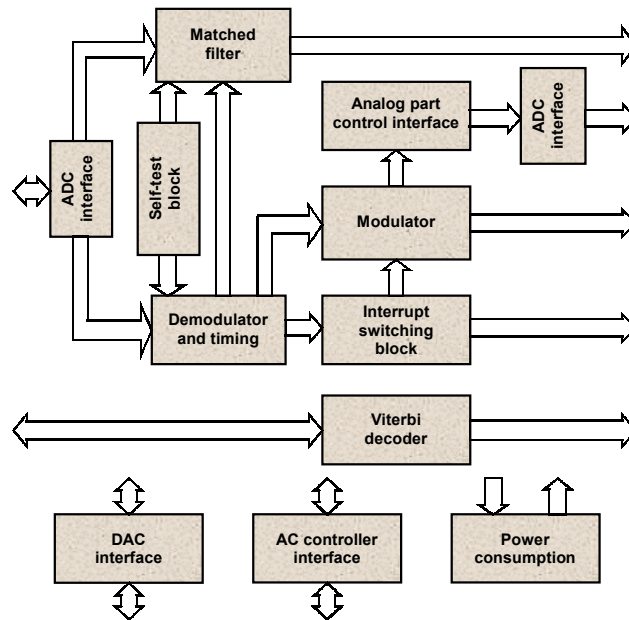 Matched
filter
Analog part
control interface
ADC
interface
ADC
interface
Self-test
block
Modulator
Demodulator
and timing
Interrupt
switching
block
Viterbi
decoder
DAC
interface
AC controller
interface
Power
consumption